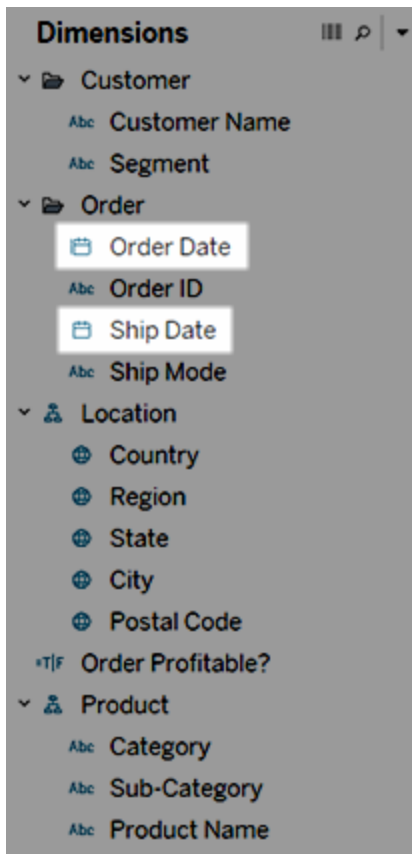 Dimensions
Customer
Abc Customer Name
Abc Segment
Order
Order Date
Abc Order ID
Ship Date
Abc Ship Mode
Location
Country
Region
State
City
Postal Code
=T|F Order Profitable?
Product
Abc Category
Abc Sub-Category
Abc Product Name